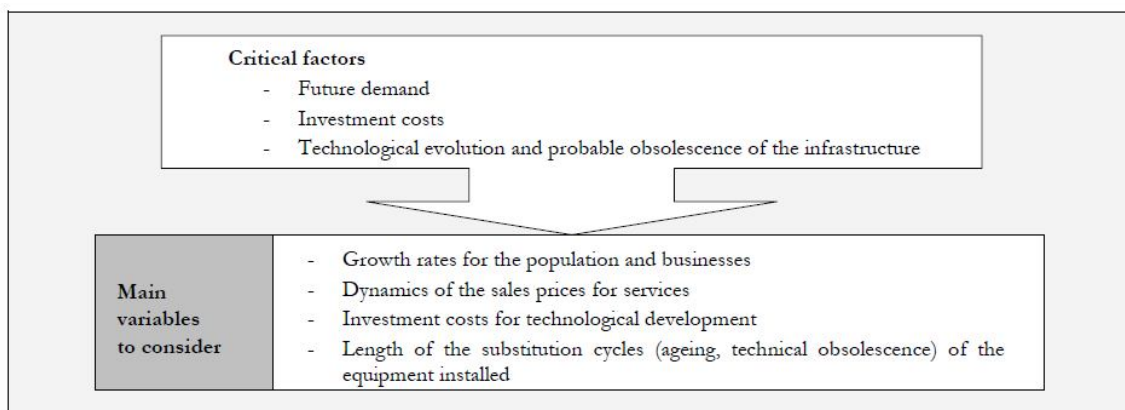 Critical factors
- Future demand
- Investment costs
- Technological evolution and probable obsolescence of the infrastructure
Main
variables
to consider
- Growth rates for the population and businesses
- Dynamics of the sales prices for services
- Investment costs for technological development
- Length of the substitution cycles (ageing, technical obsolescence) of the
equipment installed